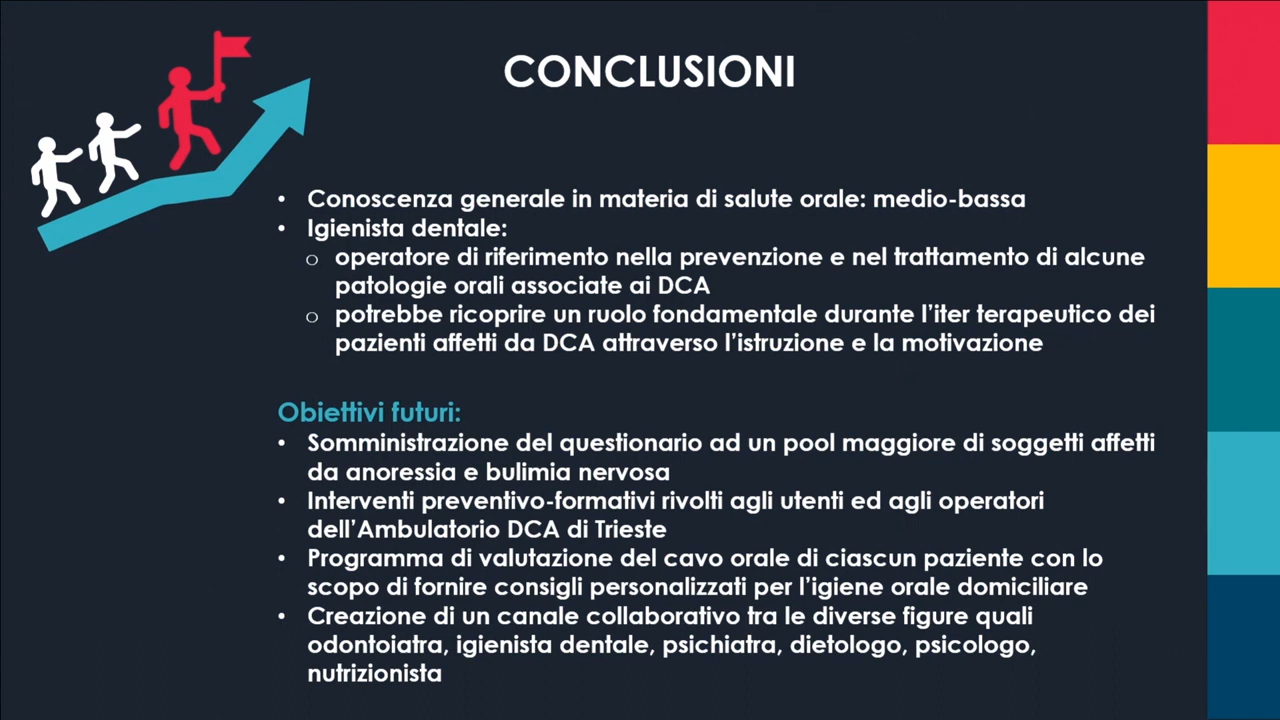 CONCLUSIONI
• Conoscenza generale in materia di salute orale: medio-bassa
• Igienista dentale:
o operatore di riferimento nella prevenzione e nel trattamento di alcune
patologie orali associate ai DCA
o potrebbe ricoprire un ruolo fondamentale durante l'iter terapeutico dei
pazienti affetti da DCA attraverso l'istruzione e la motivazione
Obiettivi futuri:
• Somministrazione del questionario ad un pool maggiore di soggetti affetti
da anoressia e bulimia nervosa
• Interventi preventivo-formativi rivolti agli utenti ed agli operatori
dell'Ambulatorio DCA di Trieste
• Programma di valutazione del cavo orale di ciascun paziente con lo
scopo di fornire consigli personalizzati per l'igiene orale domiciliare
• Creazione di un canale collaborativo tra le diverse figure quali
odontoiatra, igienista dentale, psichiatra, dietologo, psicologo,
nutrizionista